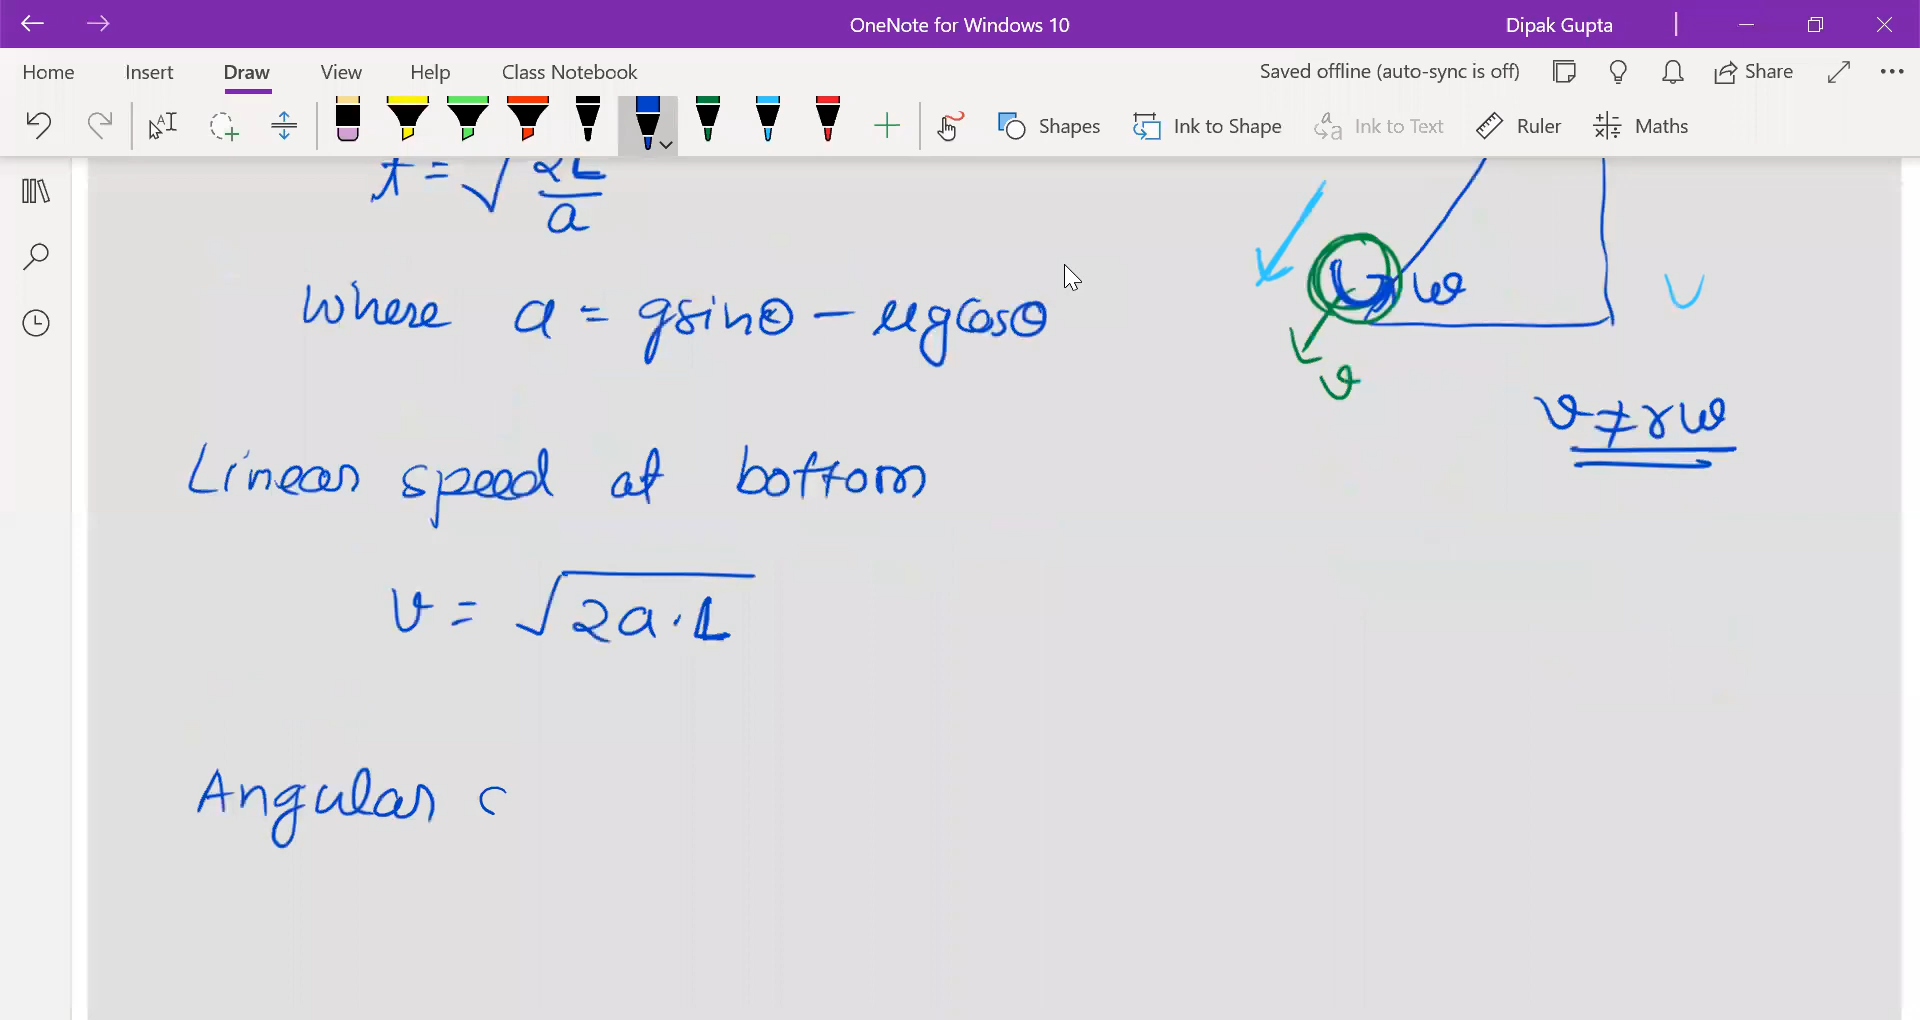 OneNote for Windows 10
Dipak Gupta
Home Insert Draw View Help Class Notebook
Saved offline (auto-sync is off) Share
Shapes Ink to Shape Ink to Text Ruler Maths
t = √(2L/a)
where a = gsinθ − μgcosθ
ω
v
v ≠ rω
Linear speed at bottom
v = √(2a·L)
Angular